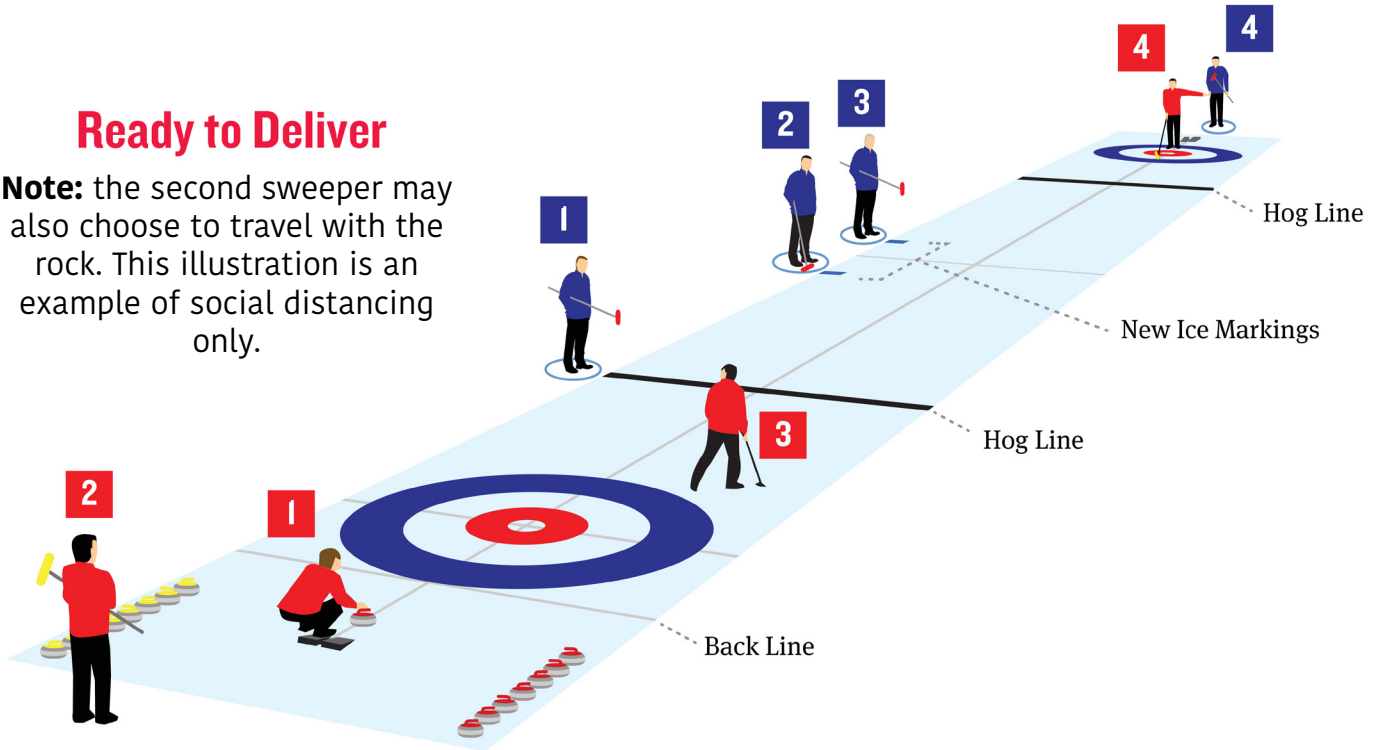 Ready to Deliver
Note: the second sweeper may
also choose to travel with the
rock. This illustration is an
example of social distancing
only.
4
4
3
2
1
Hog Line
New Ice Markings
Hog Line
3
2
1
Back Line